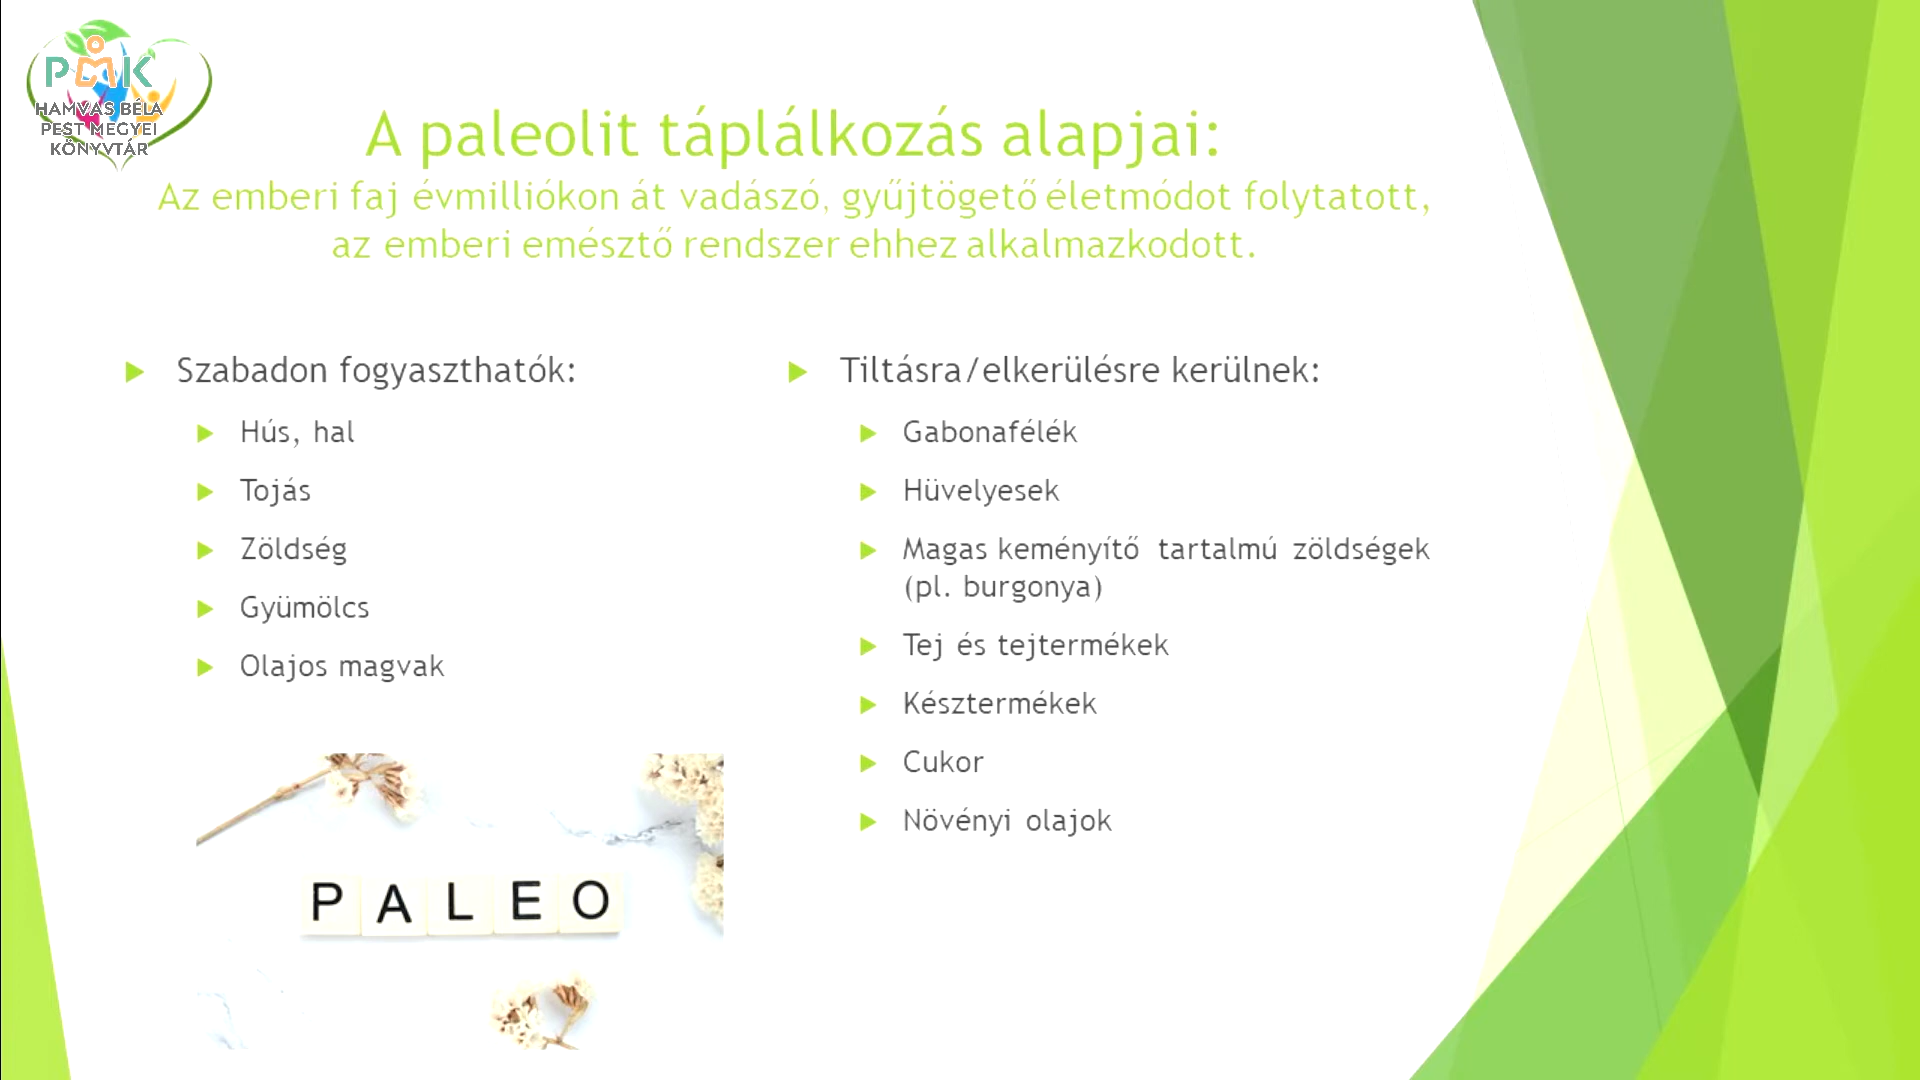 PMK
HAMVAS BÉLA
PEST MEGYEI
KÖNYVTÁR
A paleolit táplálkozás alapjai:
Az emberi faj évmilliókon át vadászó, gyűjtögető életmódot folytatott,
az emberi emésztő rendszer ehhez alkalmazkodott.
Szabadon fogyaszthatók:
Hús, hal
Tojás
Zöldség
Gyümölcs
Olajos magvak
PALEO
Tiltásra/elkerülésre kerülnek:
Gabonafélék
Hüvelyesek
Magas keményítő tartalmú zöldségek
(pl. burgonya)
Tej és tejtermékek
Késztermékek
Cukor
Növényi olajok